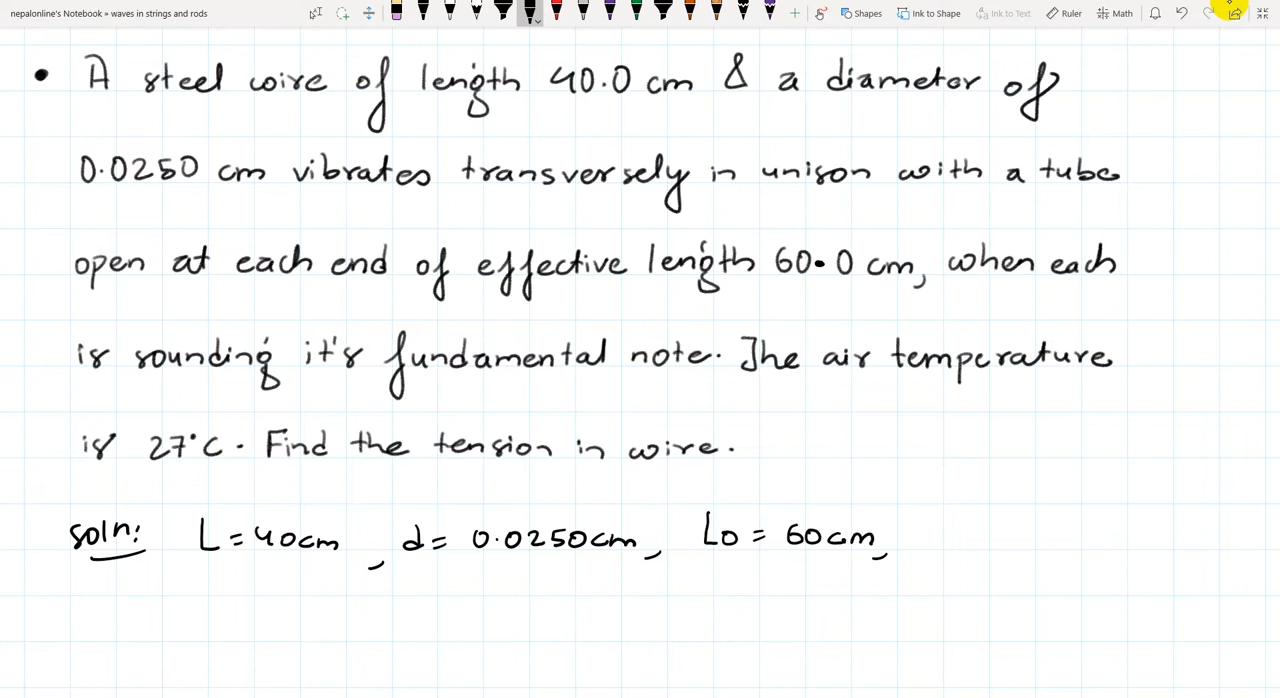 nepalonline's Notebook » waves in strings and rods
Shapes Ink to Shape Ink to Text Ruler Math
• A steel wire of length 40.0 cm & a diameter of
0.0250 cm vibrates transversely in unison with a tube
open at each end of effective length 60.0 cm, when each
is sounding it's fundamental note. The air temperature
is 27°C. Find the tension in wire.
Soln: L = 40cm, d = 0.0250cm, Lo = 60cm,